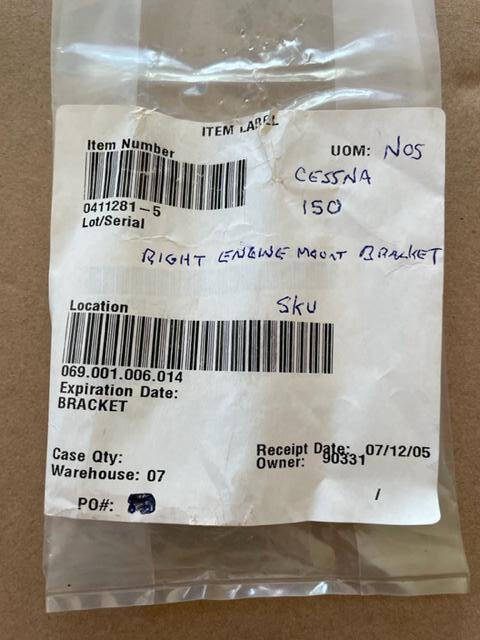 ITEM LABEL
Item Number
UOM: NOS
CESSNA
0411281-5
150
Lot/Serial
RIGHT ENGINE MOUNT BRACKET
Location
SKU
069.001.006.014
Expiration Date:
BRACKET
Case Qty:
Receipt Date: 07/12/05
Warehouse: 07
Owner: 90331
/
PO#: